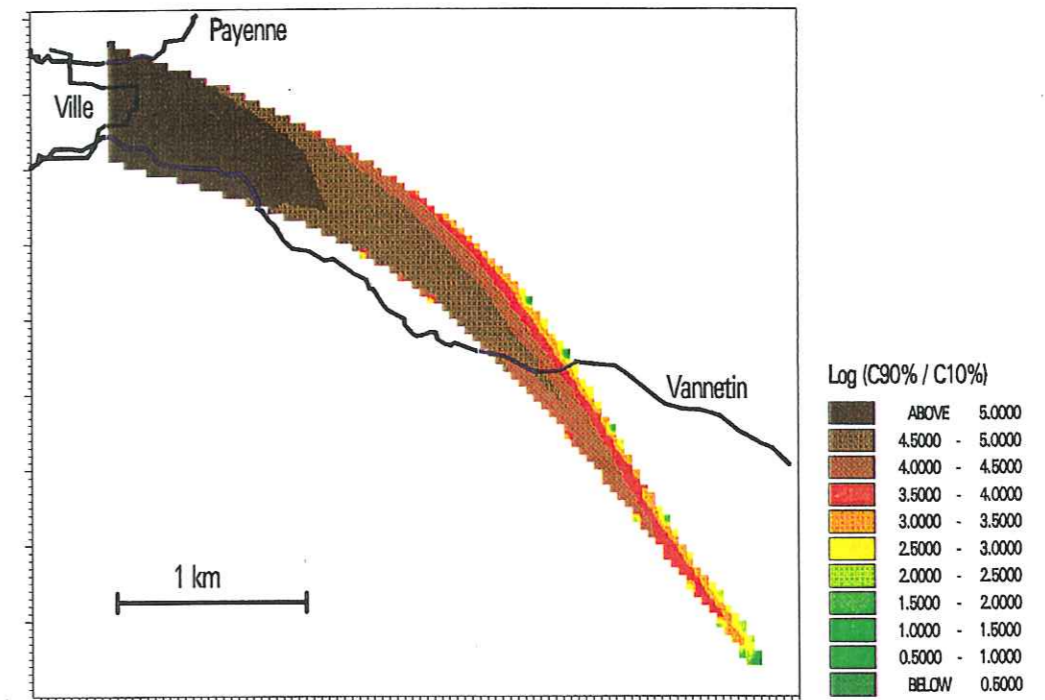 Payenne
Ville
Vannetin
1 km
Log (C90% / C10%)
ABOVE 5.0000
4.5000 - 5.0000
4.0000 - 4.5000
3.5000 - 4.0000
3.0000 - 3.5000
2.5000 - 3.0000
2.0000 - 2.5000
1.5000 - 2.0000
1.0000 - 1.5000
0.5000 - 1.0000
BELOW 0.5000